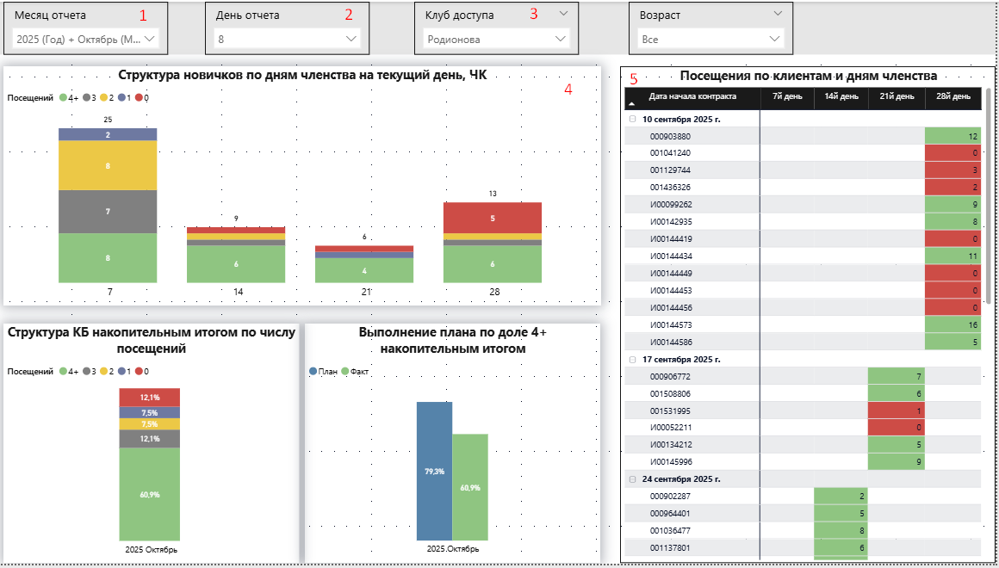 Месяц отчета 1
2025 (Год) + Октябрь (М...
День отчета 2
8
Клуб доступа 3
Родионова
Возраст
Все
Структура новичков по дням членства на текущий день, ЧК
4
Посещений 4+ 3 2 1 0
25
2
8
7
8
7
9
6
14
6
4
21
13
5
6
28
Структура КБ накопительным итогом по числу
посещений
Посещений 4+ 3 2 1 0
12,1%
7,5%
7,5%
12,1%
60,9%
2025 Октябрь
Выполнение плана по доле 4+
накопительным итогом
План Факт
79,3%
60,9%
2025 Октябрь
5 Посещения по клиентам и дням членства
Дата начала контракта 7й день 14й день 21й день 28й день
10 сентября 2025 г.
000903880 12
001041240 0
001129744 3
001436326 2
И00099262 9
И00142935 8
И00144419 0
И00144434 11
И00144449 0
И00144453 0
И00144456 0
И00144573 16
И00144586 5
17 сентября 2025 г.
000906772 7
001508806 6
001531995 1
И00052211 0
И00134212 5
И00145996 9
24 сентября 2025 г.
000902287 2
000964401 5
001036477 8
001137801 6